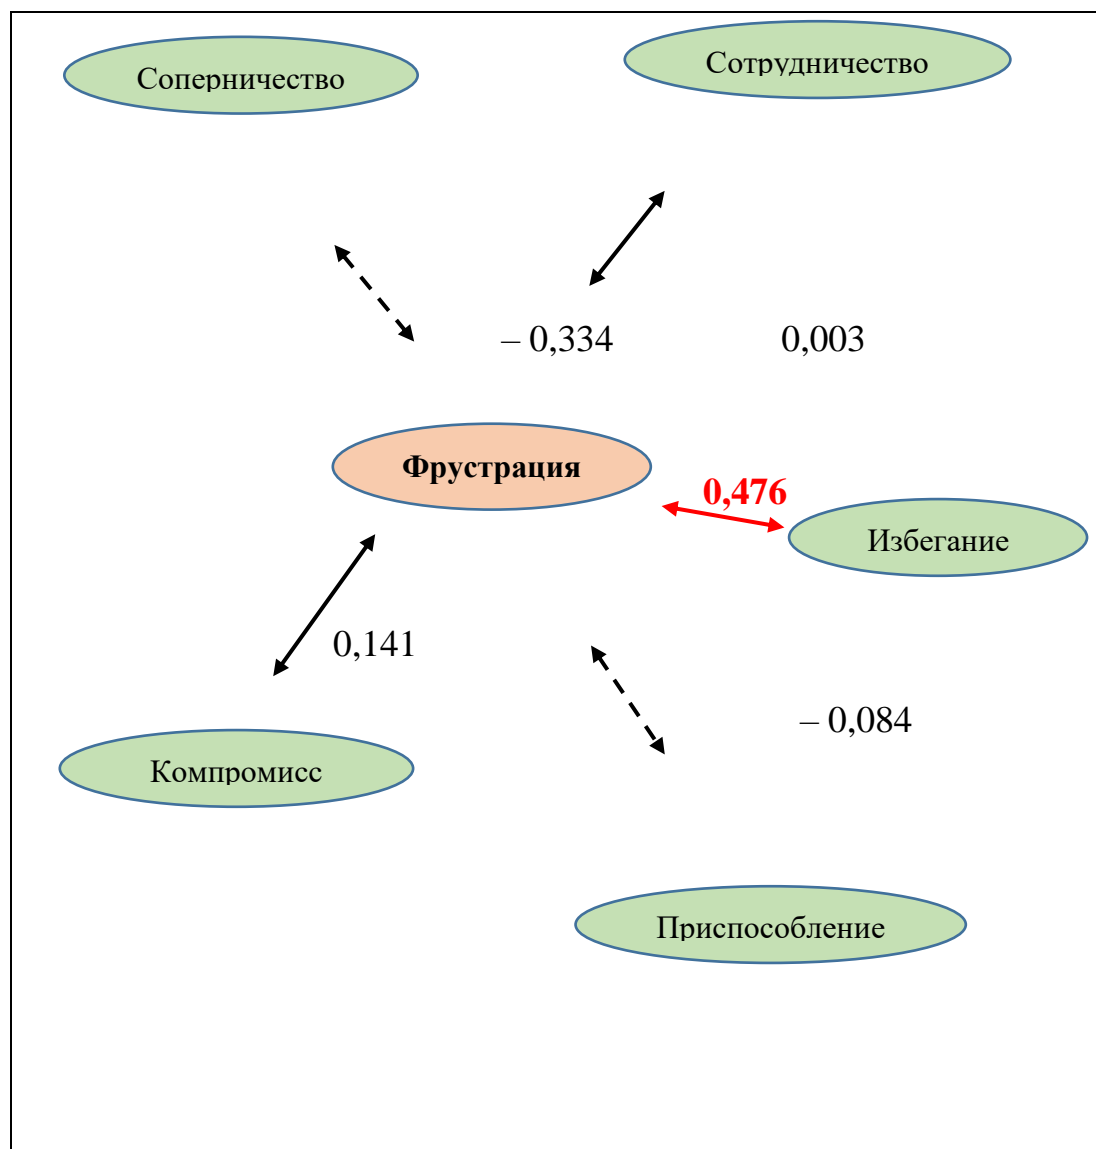 Соперничество
Сотрудничество
– 0,334
0,003
Фрустрация
0,476
Избегание
0,141
– 0,084
Компромисс
Приспособление